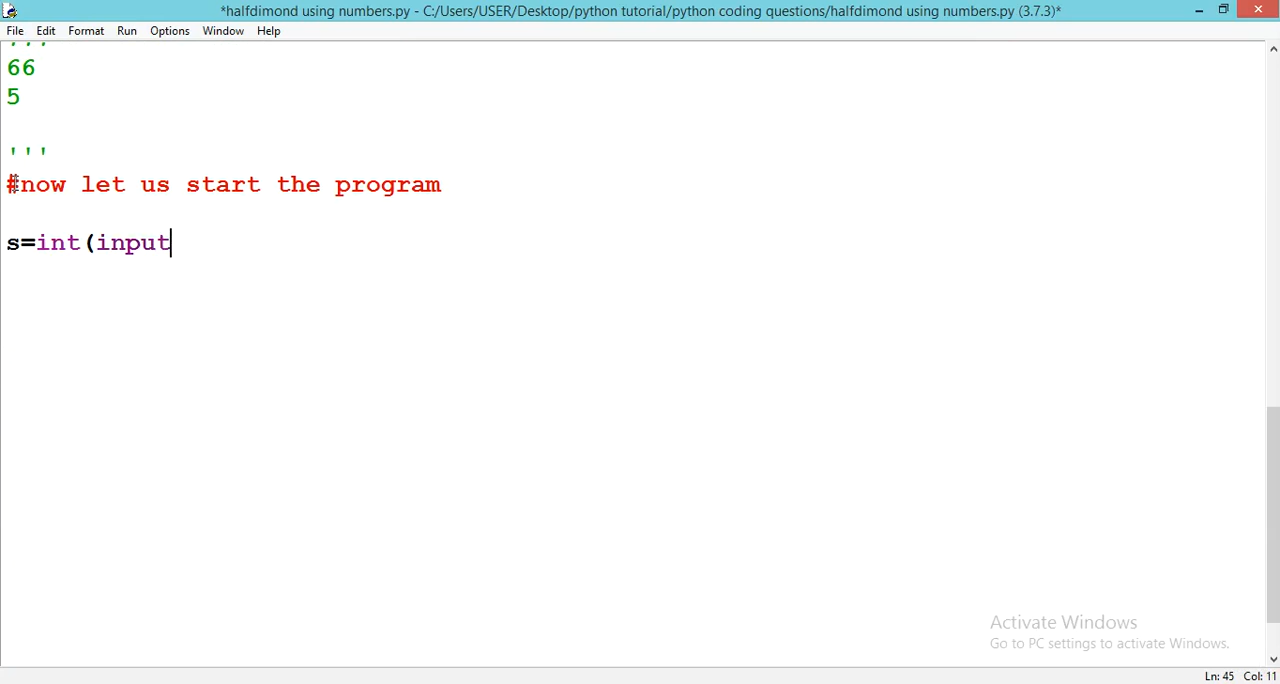 *halfdimond using numbers.py - C:/Users/USER/Desktop/python tutorial/python coding questions/halfdimond using numbers.py (3.7.3)*
File Edit Format Run Options Window Help
66
5
'''
#now let us start the program
s=int(input
Activate Windows
Go to PC settings to activate Windows.
Ln: 45 Col: 11